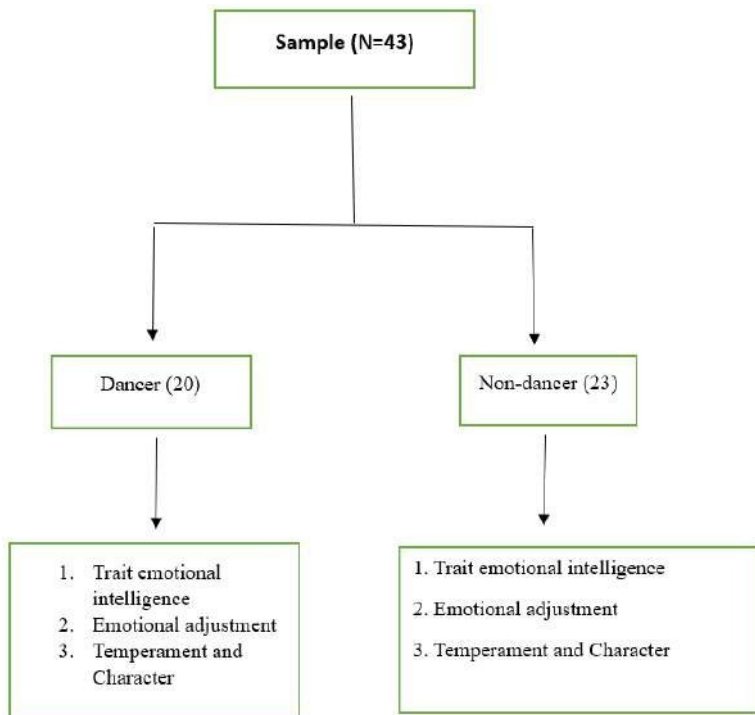 Sample (N=43)
Dancer (20)
Non-dancer (23)
1. Trait emotional
intelligence
2. Emotional adjustment
3. Temperament and
Character
1. Trait emotional intelligence
2. Emotional adjustment
3. Temperament and Character